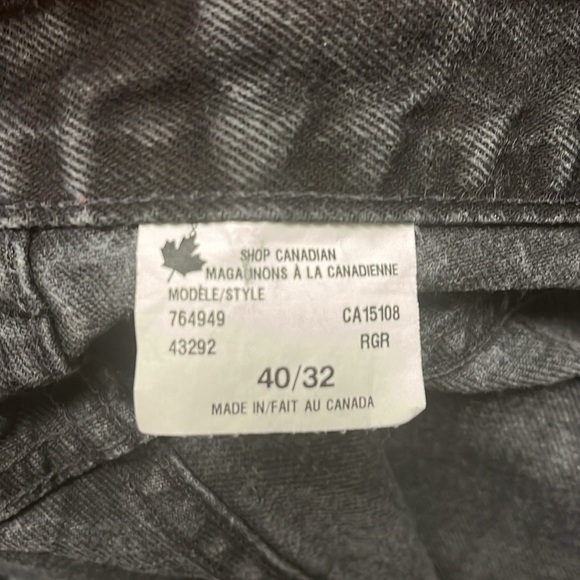 SHOP CANADIAN
MAGASINONS À LA CANADIENNE
MODÈLE/STYLE
764949 CA15108
43292 RGR
40/32
MADE IN/FAIT AU CANADA